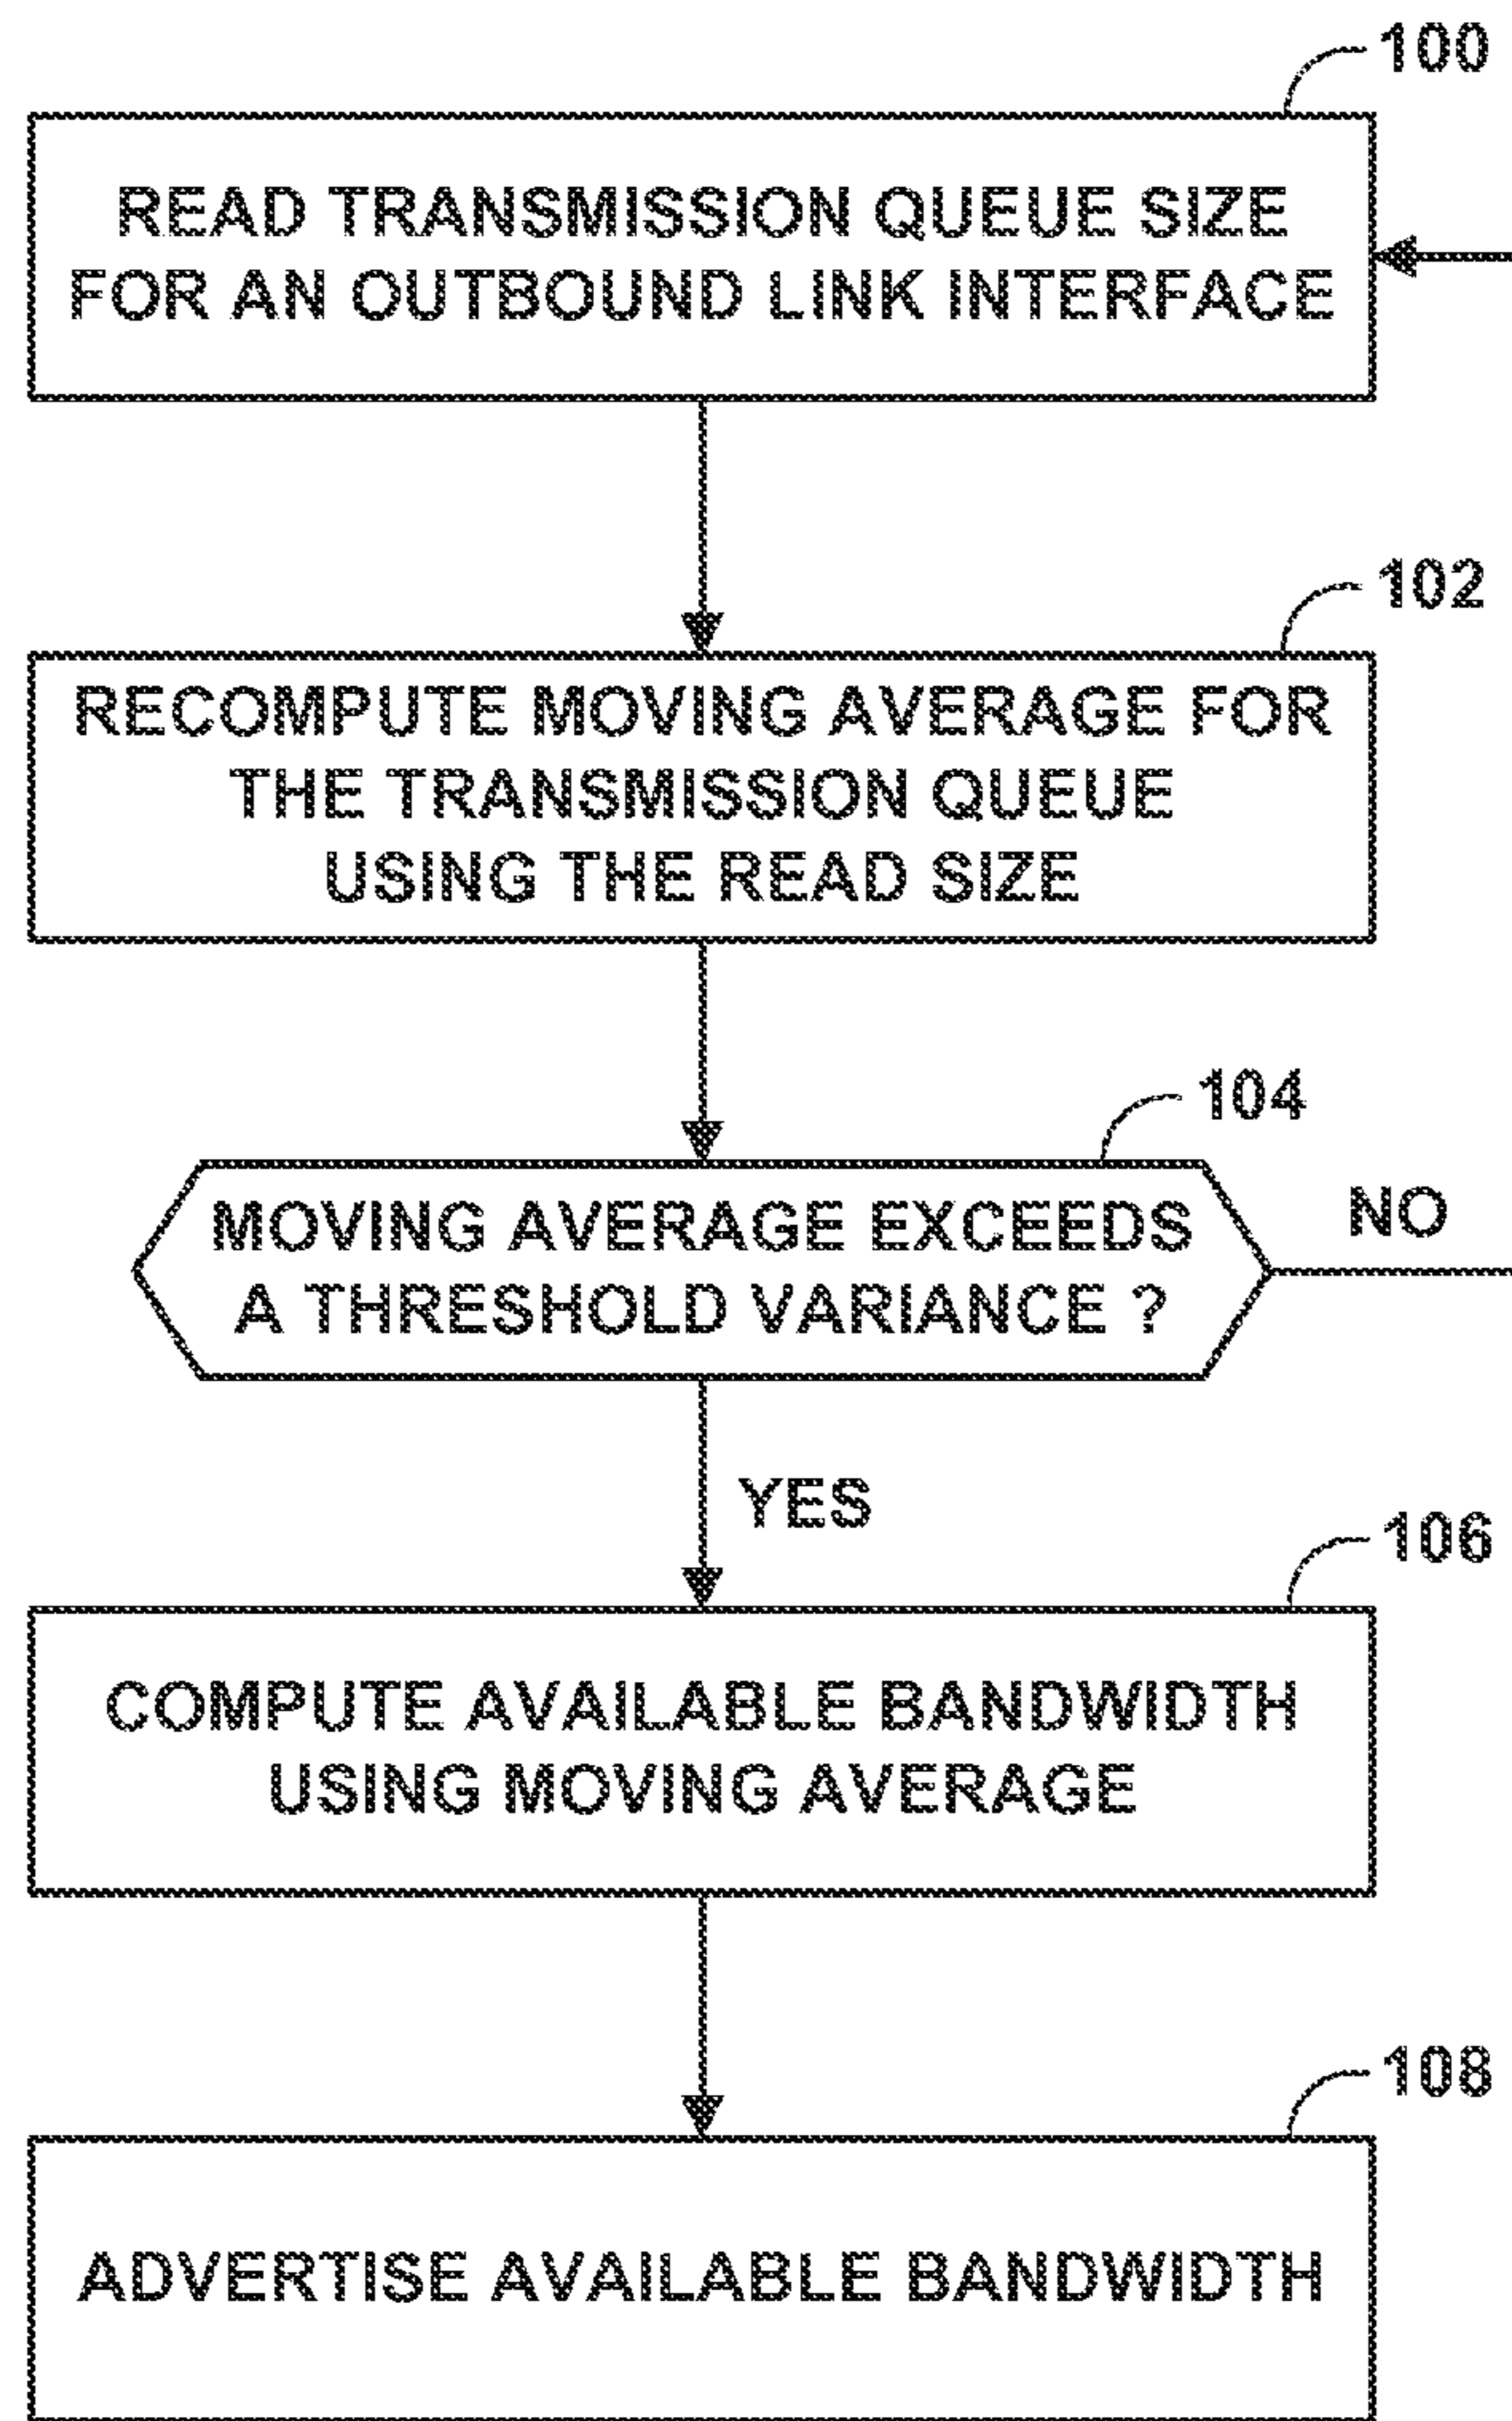 100
READ TRANSMISSION QUEUE SIZE
FOR AN OUTBOUND LINK INTERFACE
102
RECOMPUTE MOVING AVERAGE FOR
THE TRANSMISSION QUEUE
USING THE READ SIZE
104
MOVING AVERAGE EXCEEDS
A THRESHOLD VARIANCE ?
NO
YES
106
COMPUTE AVAILABLE BANDWIDTH
USING MOVING AVERAGE
108
ADVERTISE AVAILABLE BANDWIDTH